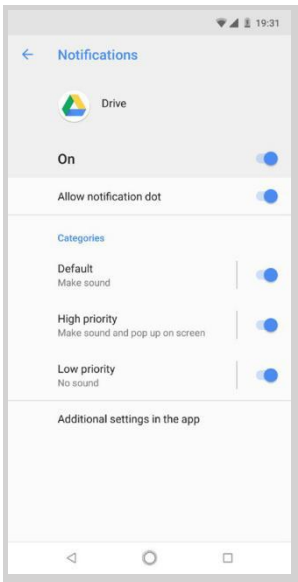 19:31
Notifications
Drive
On
Allow notification dot
Categories
Default
Make sound
High priority
Make sound and pop up on screen
Low priority
No sound
Additional settings in the app